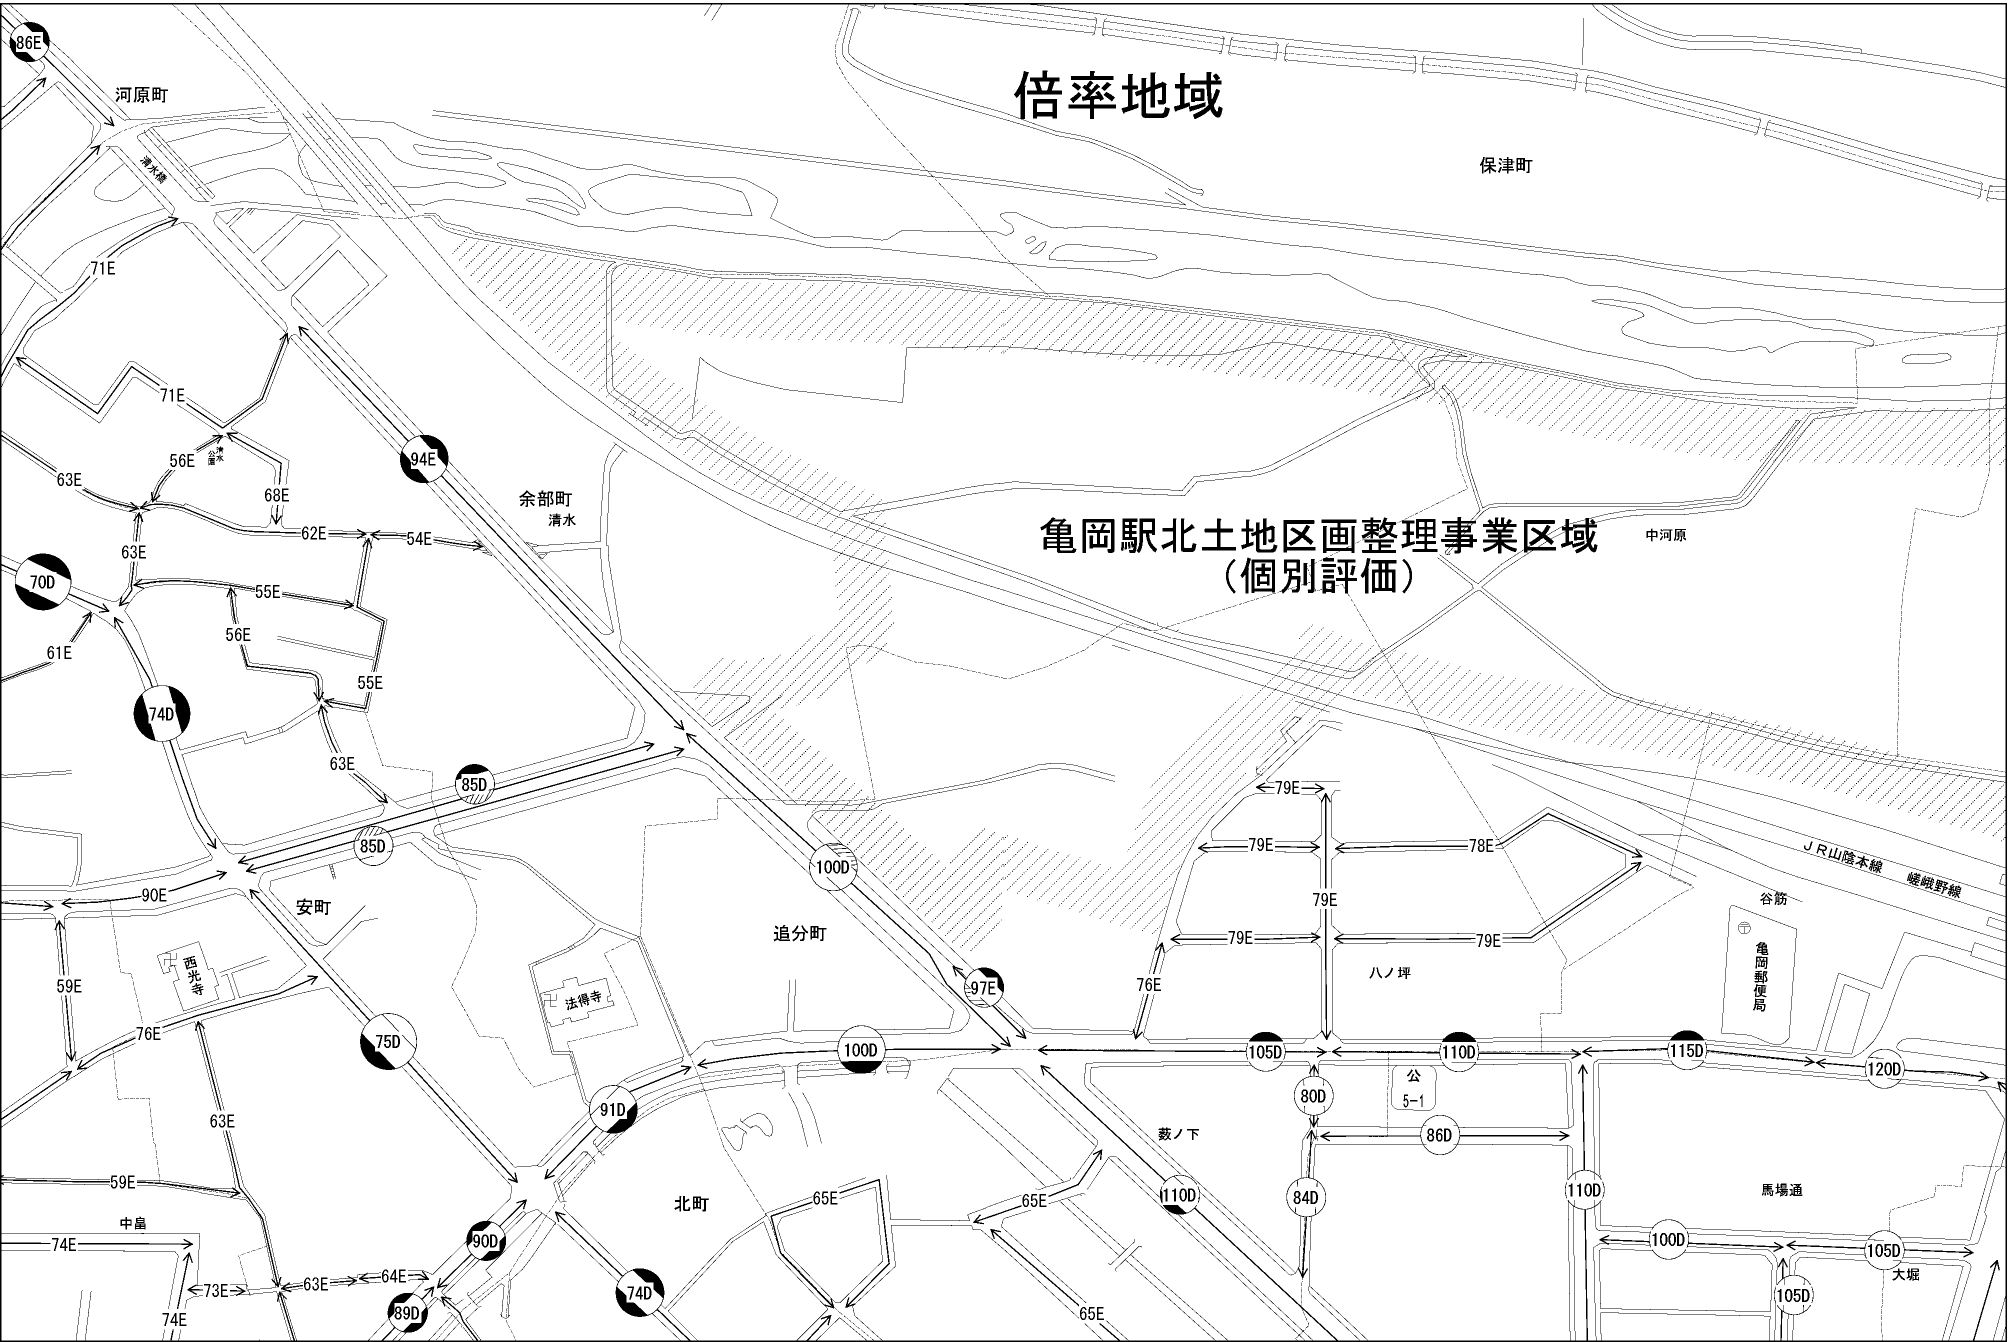 86E
河原町
倍率地域
保津町
清水橋
71E
71E
94E
56E
清水
公園
63E
68E
余部町
清水
62E
54E
亀岡駅北土地区画整理事業区域
（個別評価）
中河原
63E
70D
55E
56E
61E
55E
74D
63E
85D
79E
85D
79E
78E
100D
ＪＲ山陰本線 嵯峨野線
90E
安町
79E
谷筋
追分町
79E
79E
亀岡郵便局
西光寺
八ノ坪
59E
法得寺
97E
76E
76E
75D
100D
105D
110D
115D
120D
公
5-1
80D
91D
63E
薮ノ下
86D
59E
65E
65E
110D
84D
110D
馬場通
北町
中畠
74E
90D
100D
105D
大堀
63E
64E
73E
74D
105D
74E
89D
65E